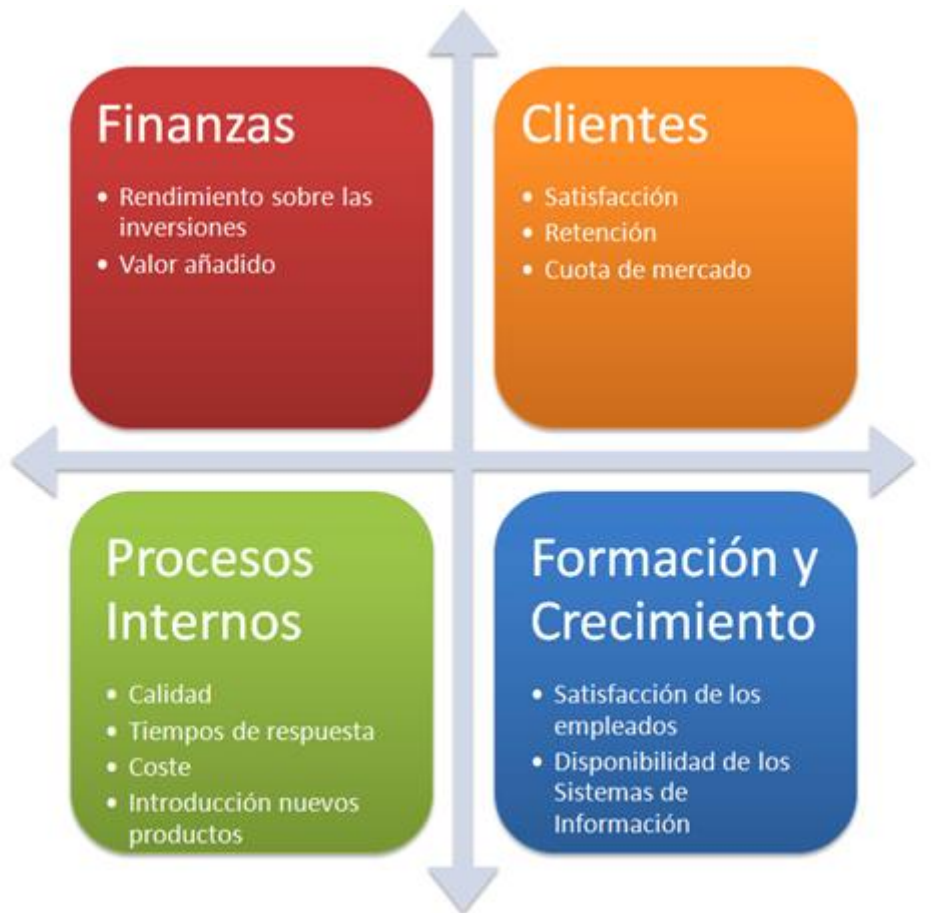 Finanzas
• Rendimiento sobre las
inversiones
• Valor añadido
Clientes
• Satisfacción
• Retención
• Cuota de mercado
Procesos
Internos
• Calidad
• Tiempos de respuesta
• Coste
• Introducción nuevos
productos
Formación y
Crecimiento
• Satisfacción de los
empleados
• Disponibilidad de los
Sistemas de
Información